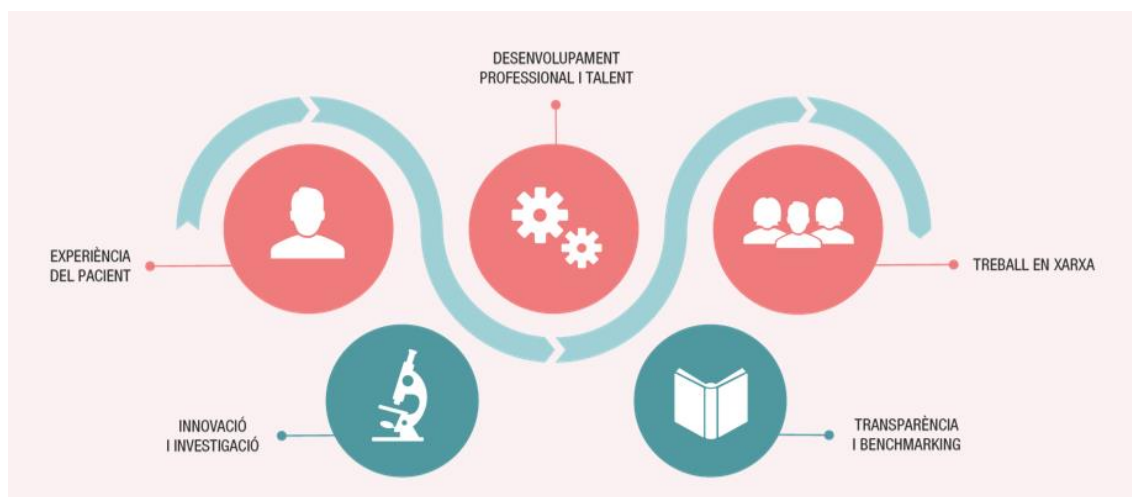 DESENVOLUPAMENT
PROFESSIONAL I TALENT
EXPERIÈNCIA
DEL PACIENT
TREBALL EN XARXA
INNOVACIÓ
I INVESTIGACIÓ
TRANSPARÈNCIA
I BENCHMARKING